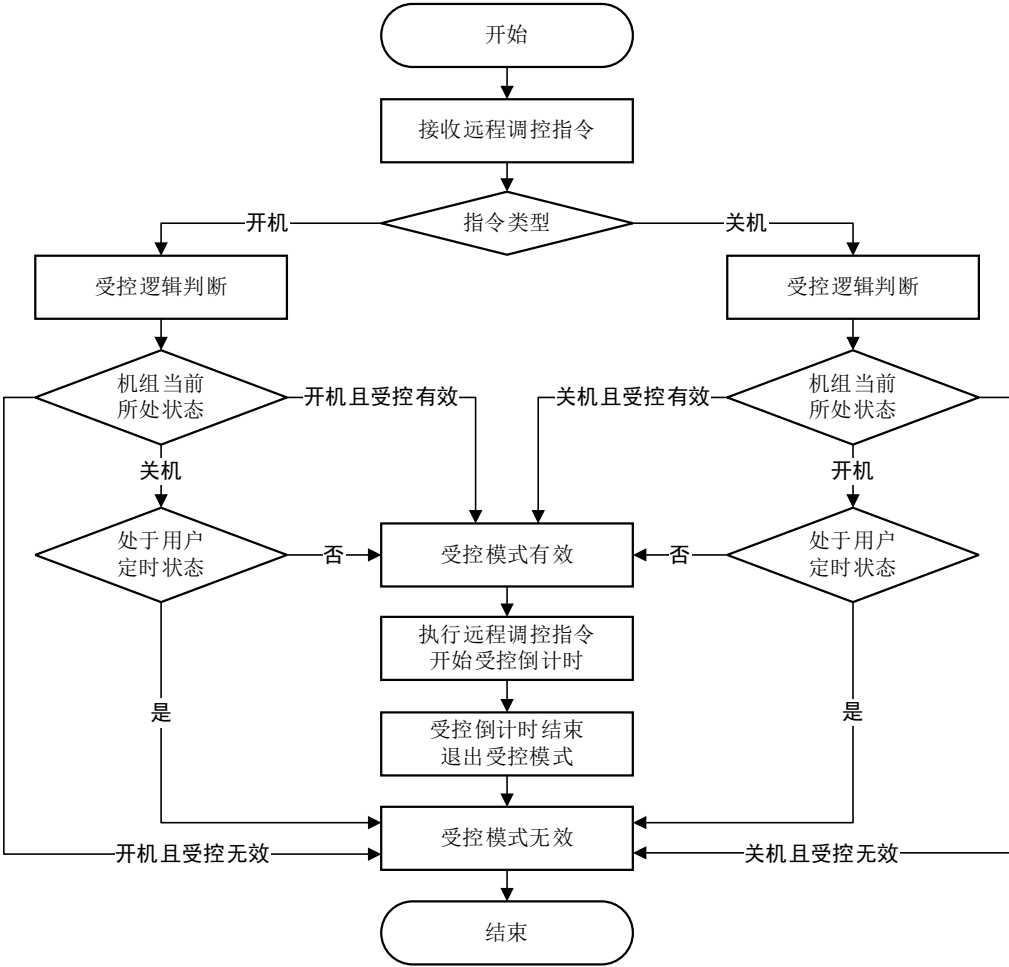 开始
接收远程调控指令
指令类型
开机
关机
受控逻辑判断
受控逻辑判断
机组当前
所处状态
机组当前
所处状态
开机且受控有效
关机且受控有效
关机
开机
处于用户
定时状态
处于用户
定时状态
否
受控模式有效
否
执行远程调控指令
开始受控倒计时
是
是
受控倒计时结束
退出受控模式
受控模式无效
开机且受控无效
关机且受控无效
结束